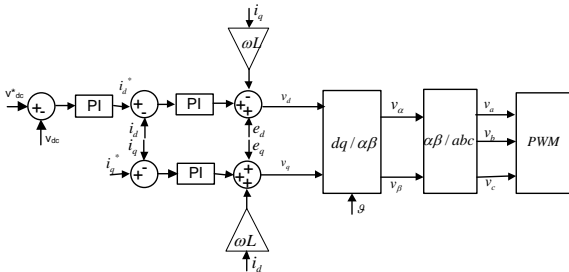 i_q
ωL
v*_dc
+ -
PI
i_d^*
+ -
PI
- + +
v_d
v_dc
i_d
e_d
i_q
e_q
i_q^*
+ -
PI
+ + +
v_q
ωL
i_d
dq / αβ
ϑ
v_α
v_β
αβ / abc
v_a
v_b
v_c
PWM